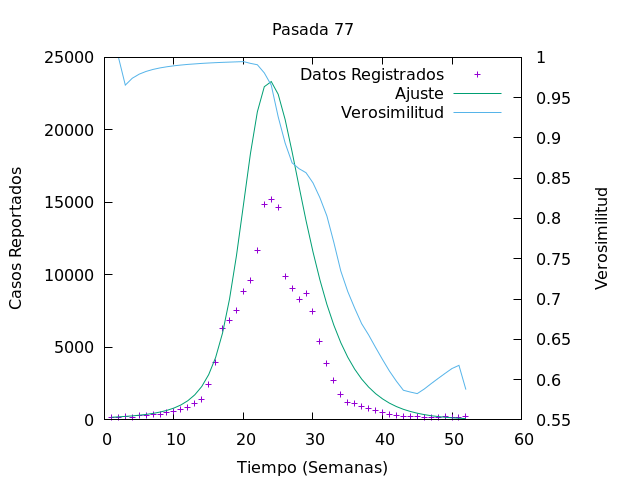 Pasada 77
Datos Registrados
Ajuste
Verosimilitud
25000
20000
15000
10000
5000
0
1
0.95
0.9
0.85
0.8
0.75
0.7
0.65
0.6
0.55
0 10 20 30 40 50 60
Casos Reportados
Verosimilitud
Tiempo (Semanas)